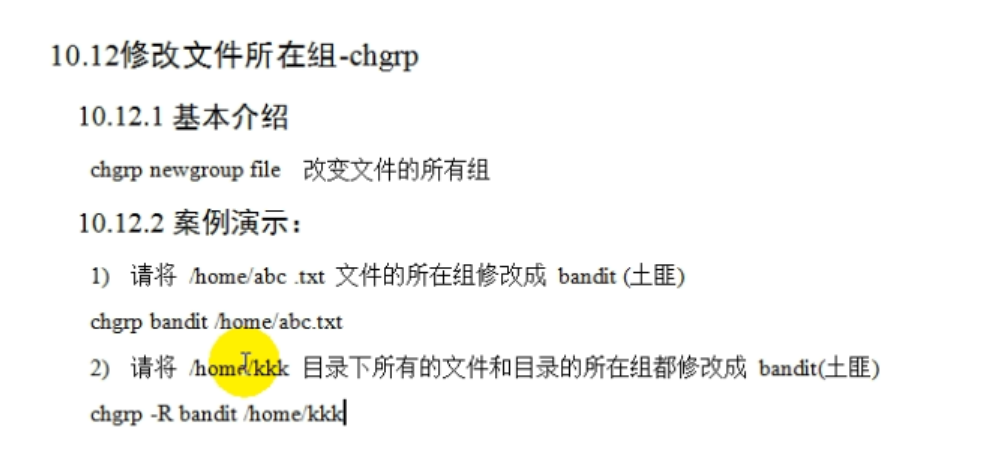 10.12修改文件所在组-chgrp
10.12.1 基本介绍
chgrp newgroup file 改变文件的所有组
10.12.2 案例演示：
1) 请将 /home/abc .txt 文件的所在组修改成 bandit (土匪)
chgrp bandit /home/abc.txt
2) 请将 /home/kkk 目录下所有的文件和目录的所在组都修改成 bandit(土匪)
chgrp -R bandit /home/kkk